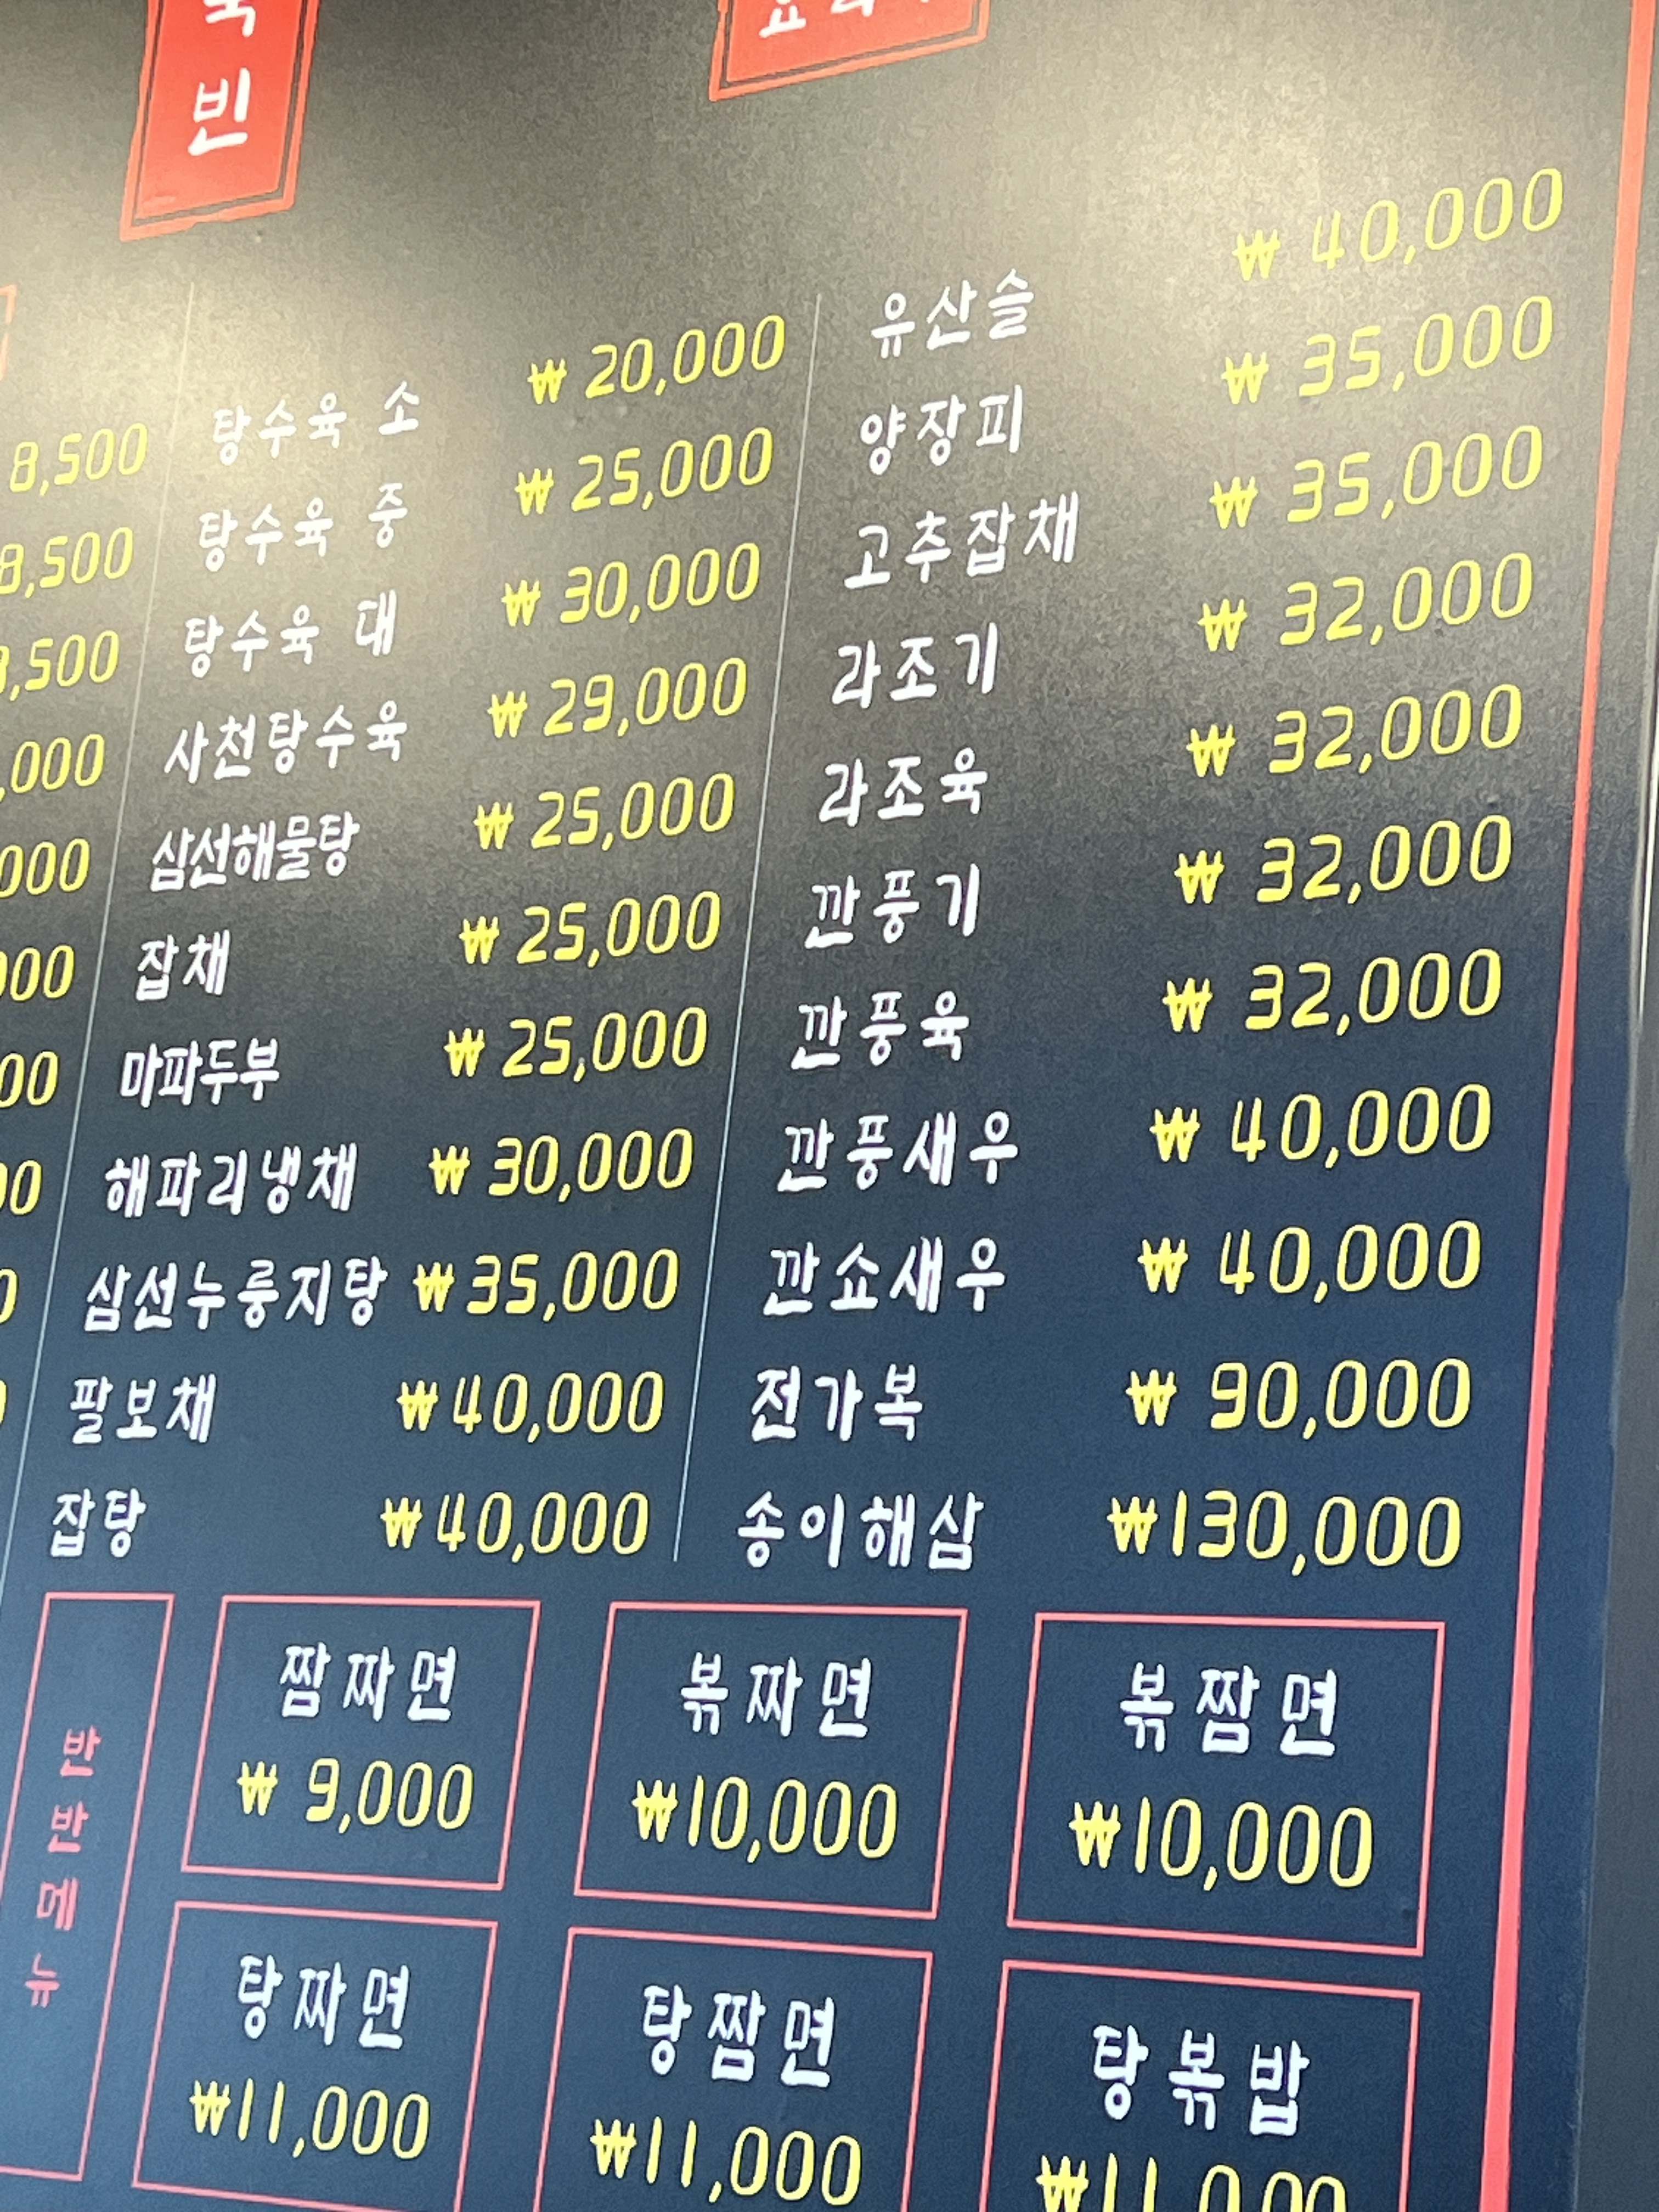 빈
8,500
8,500
,500
,000
000
000
00
탕수육 소 ₩ 20,000
탕수육 중 ₩ 25,000
탕수육 대 ₩ 30,000
사천탕수육 ₩ 29,000
삼선해물탕 ₩ 25,000
잡채 ₩ 25,000
마파두부 ₩ 25,000
해파리냉채 ₩ 30,000
삼선누룽지탕 ₩35,000
팔보채 ₩40,000
잡탕 ₩40,000
유산슬 ₩ 40,000
양장피 ₩ 35,000
고추잡채 ₩ 35,000
라조기 ₩ 32,000
라조육 ₩ 32,000
깐풍기 ₩ 32,000
깐풍육 ₩ 32,000
깐풍새우 ₩ 40,000
깐쇼새우 ₩ 40,000
전가복 ₩ 90,000
송이해삼 ₩130,000
반반메뉴
짬짜면
₩ 9,000
볶짜면
₩10,000
볶짬면
₩10,000
탕짜면
₩11,000
탕짬면
₩11,000
탕볶밥
₩11,000